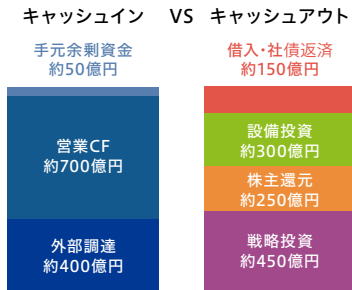 キャッシュイン VS キャッシュアウト
手元余剰資金
約50億円
営業CF
約700億円
外部調達
約400億円
借入・社債返済
約150億円
設備投資
約300億円
株主還元
約250億円
戦略投資
約450億円